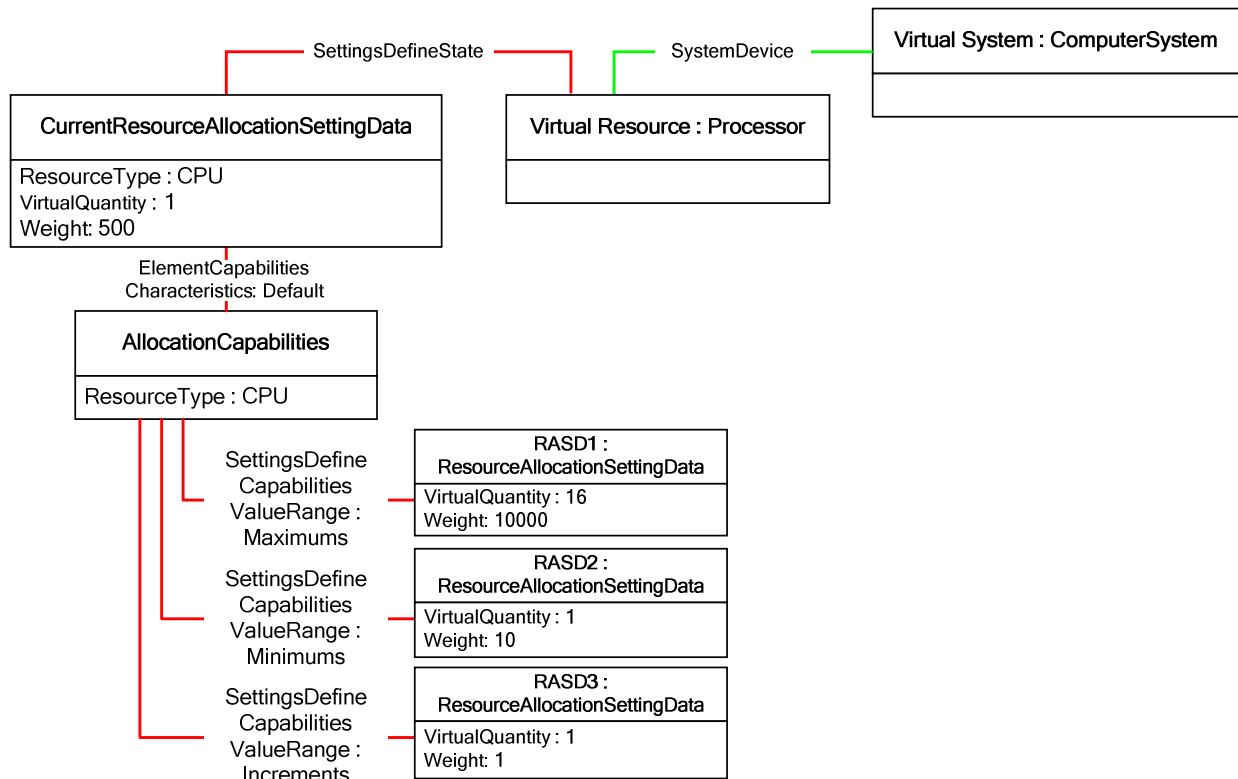 SettingsDefineState
SystemDevice
Virtual System : ComputerSystem
CurrentResourceAllocationSettingData
ResourceType : CPU
VirtualQuantity : 1
Weight: 500
Virtual Resource : Processor
ElementCapabilities
Characteristics: Default
AllocationCapabilities
ResourceType : CPU
SettingsDefine
Capabilities
ValueRange :
Maximums
RASD1 :
ResourceAllocationSettingData
VirtualQuantity : 16
Weight: 10000
SettingsDefine
Capabilities
ValueRange :
Minimums
RASD2 :
ResourceAllocationSettingData
VirtualQuantity : 1
Weight: 10
SettingsDefine
Capabilities
ValueRange :
Increments
RASD3 :
ResourceAllocationSettingData
VirtualQuantity : 1
Weight: 1